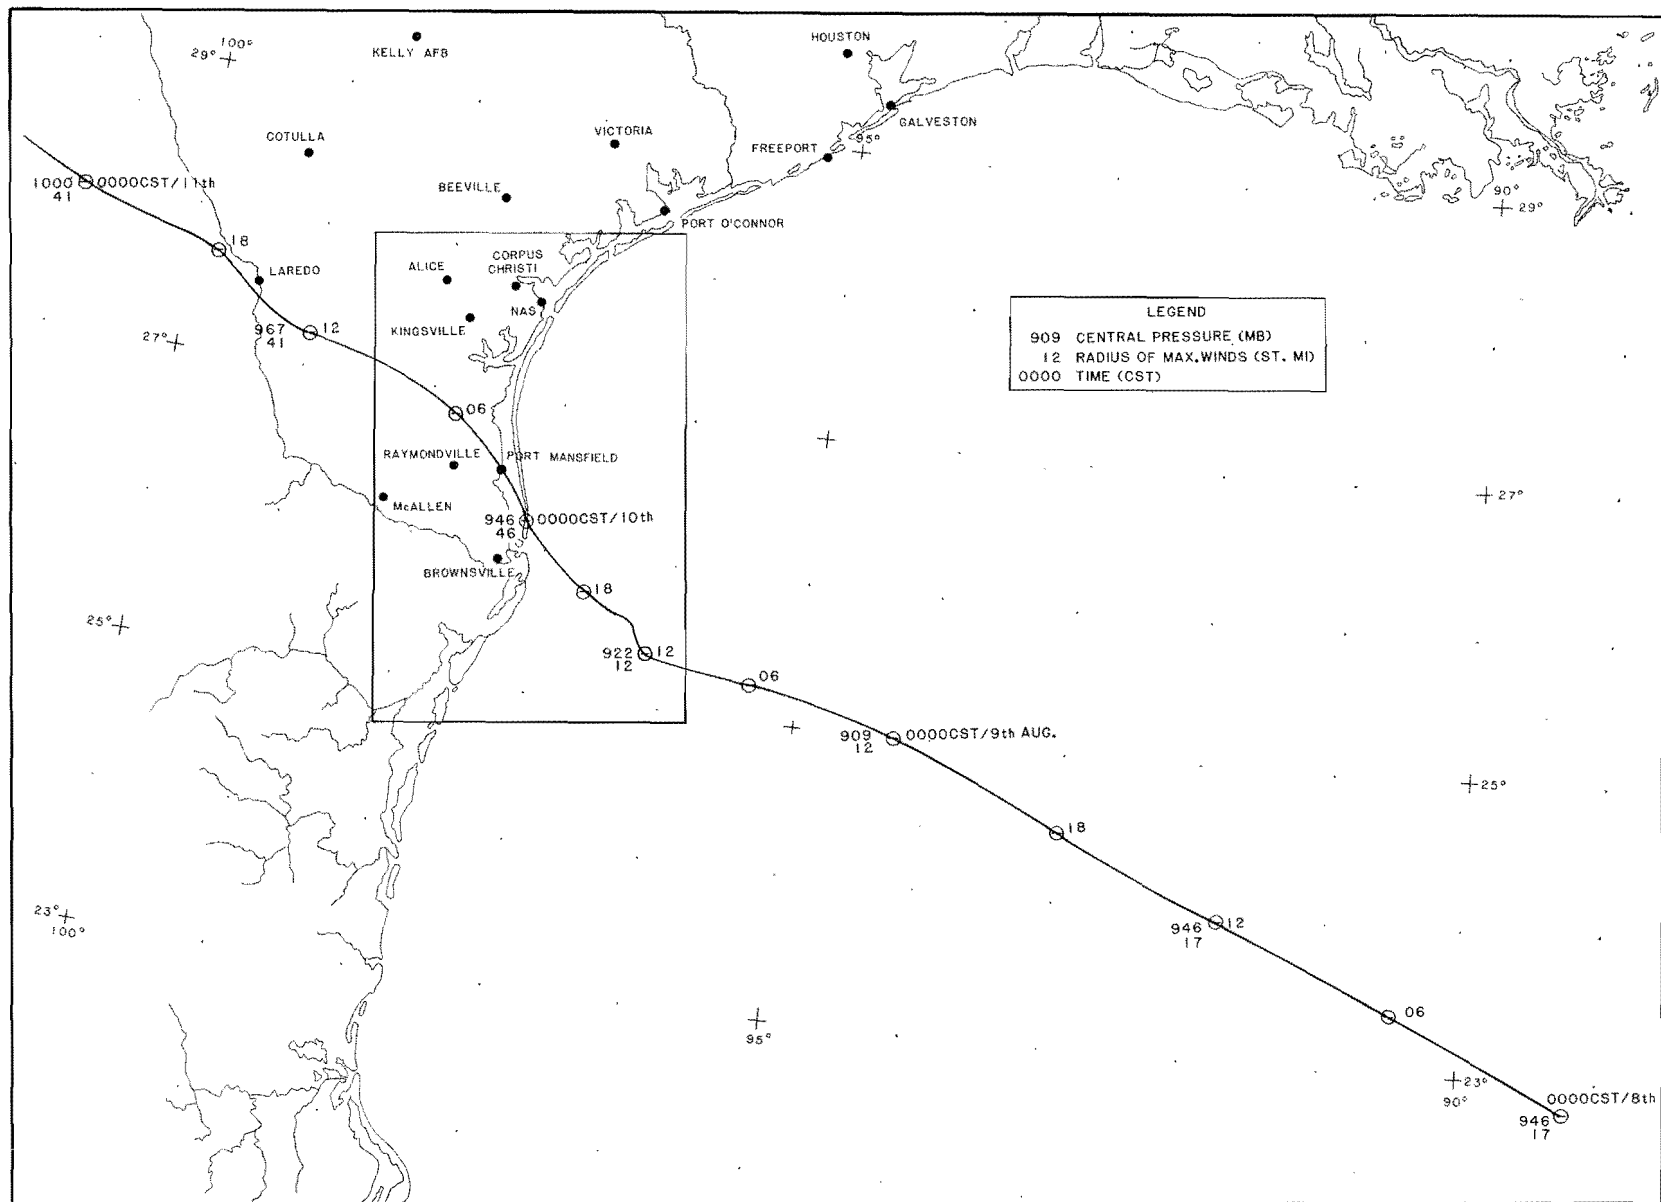 HOUSTON
KELLY AFB
29° 100°
GALVESTON
95°
FREEPORT
VICTORIA
COTULLA
BEEVILLE
1000 0000CST/11th
41
90°
29°
PORT O'CONNOR
18
LAREDO
ALICE
CORPUS
CHRISTI
NAS
KINGSVILLE
27°
967 12
41
LEGEND
909 CENTRAL PRESSURE (MB)
12 RADIUS OF MAX.WINDS (ST. MI)
0000 TIME (CST)
06
RAYMONDVILLE
PORT MANSFIELD
McALLEN
27°
946 0000CST/10th
46
BROWNSVILLE
18
25°
922 12
12
06
909 0000CST/9th AUG.
12
25°
18
23°
100°
946 12
17
06
95°
23°
90°
0000CST/8th
946
17